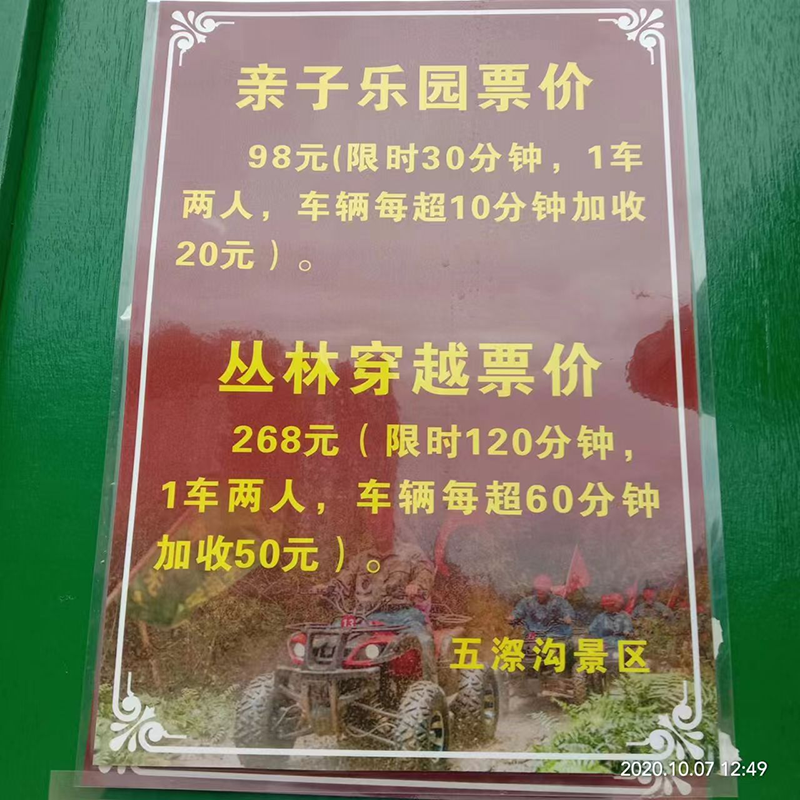 亲子乐园票价
98元(限时30分钟，1车
两人，车辆每超10分钟加收
20元）。
丛林穿越票价
268元（限时120分钟，
1车两人，车辆每超60分钟
加收50元）。
五漈沟景区
2020.10.07 12:49